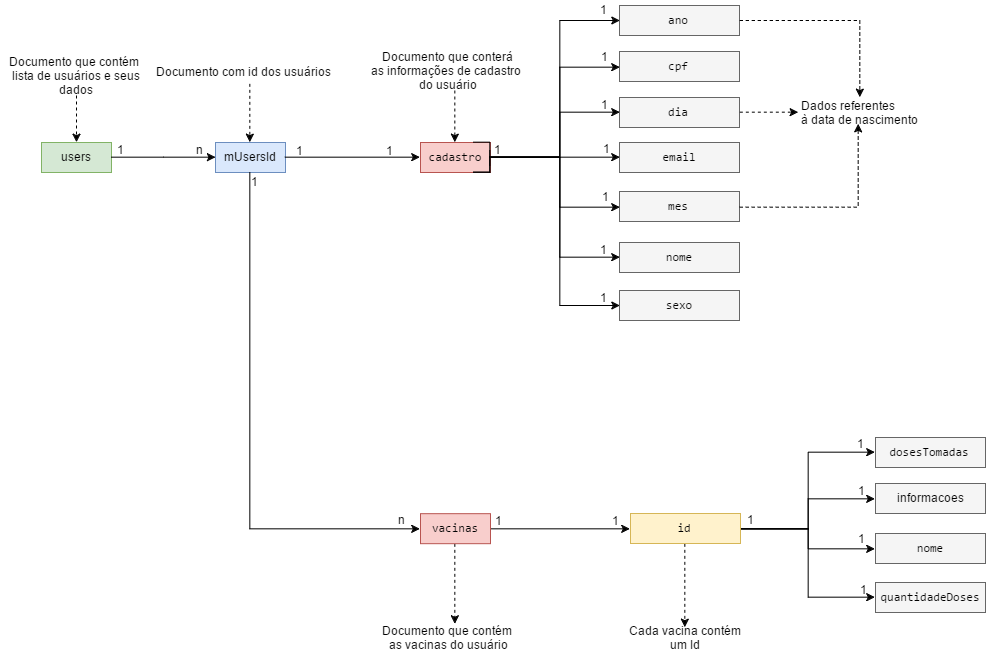 Documento que contém
lista de usuários e seus
dados
Documento com id dos usuários
Documento que conterá
as informações de cadastro
do usuário
users
1
n
mUsersId
1
1
cadastro
1
1
ano
1
cpf
1
dia
1
email
1
mes
1
nome
1
sexo
Dados referentes
à data de nascimento
1
n
vacinas
1
1
id
1
1
dosesTomadas
1
informacoes
1
nome
1
quantidadeDoses
Documento que contém
as vacinas do usuário
Cada vacina contém
um Id